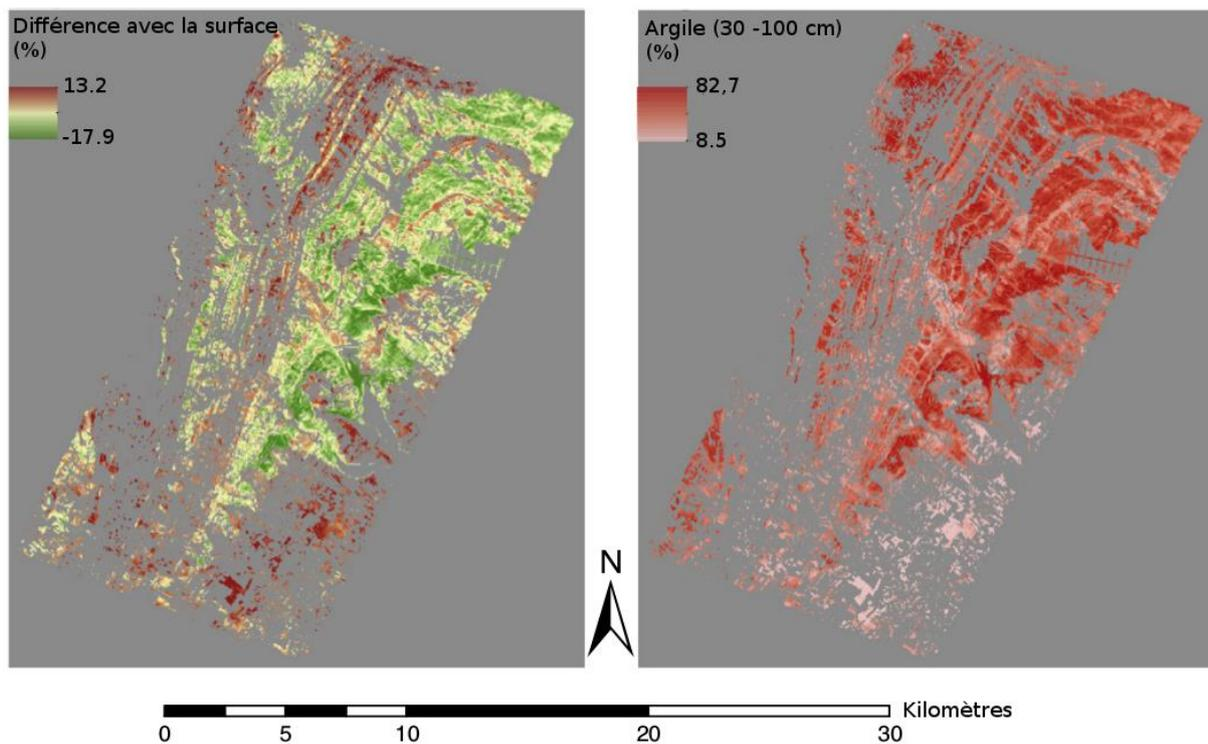 Différence avec la surface
(%)
13.2
-17.9
Argile (30 -100 cm)
(%)
82,7
8.5
N
Kilomètres
0 5 10 20 30